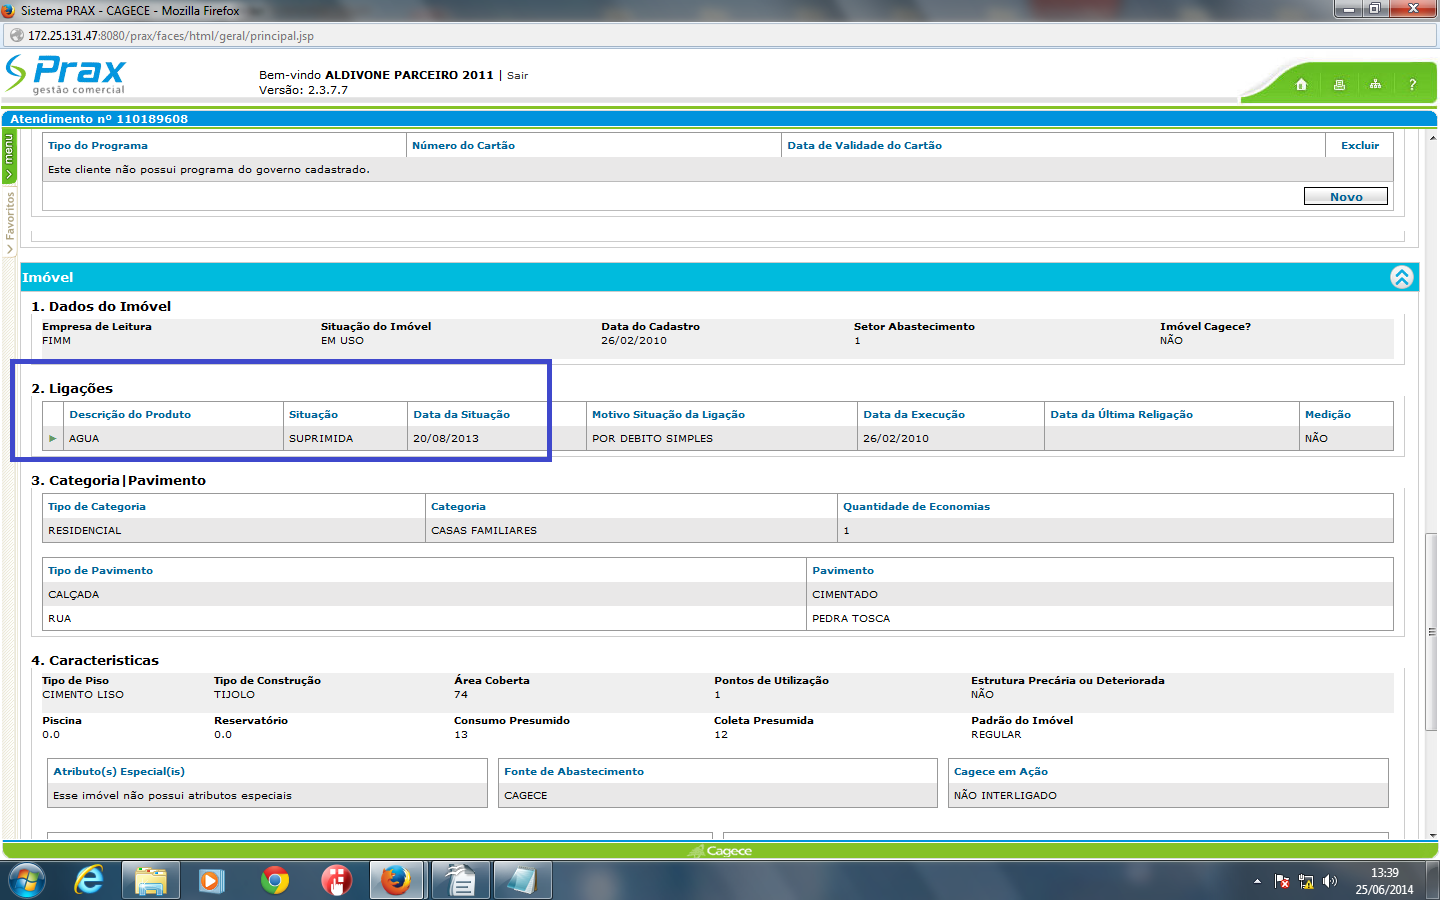 Sistema PRAX - CAGECE - Mozilla Firefox
172.25.131.47:8080/prax/faces/html/geral/principal.jsp
Prax
gestão comercial
Bem-vindo ALDIVONE PARCEIRO 2011 | Sair
Versão: 2.3.7.7
?
Atendimento nº 110189608
menu
Favoritos
Tipo do Programa Número do Cartão Data de Validade do Cartão Excluir
Este cliente não possui programa do governo cadastrado.
Novo
Imóvel
1. Dados do Imóvel
Empresa de Leitura Situação do Imóvel Data do Cadastro Setor Abastecimento Imóvel Cagece?
FIMM EM USO 26/02/2010 1 NÃO
2. Ligações
Descrição do Produto Situação Data da Situação Motivo Situação da Ligação Data da Execução Data da Última Religação Medição
AGUA SUPRIMIDA 20/08/2013 POR DEBITO SIMPLES 26/02/2010 NÃO
3. Categoria|Pavimento
Tipo de Categoria Categoria Quantidade de Economias
RESIDENCIAL CASAS FAMILIARES 1
Tipo de Pavimento Pavimento
CALÇADA CIMENTADO
RUA PEDRA TOSCA
4. Caracteristicas
Tipo de Piso Tipo de Construção Área Coberta Pontos de Utilização Estrutura Precária ou Deteriorada
CIMENTO LISO TIJOLO 74 1 NÃO
Piscina Reservatório Consumo Presumido Coleta Presumida Padrão do Imóvel
0.0 0.0 13 12 REGULAR
Atributo(s) Especial(is) Fonte de Abastecimento Cagece em Ação
Esse imóvel não possui atributos especiais CAGECE NÃO INTERLIGADO
Cagece
13:39
25/06/2014